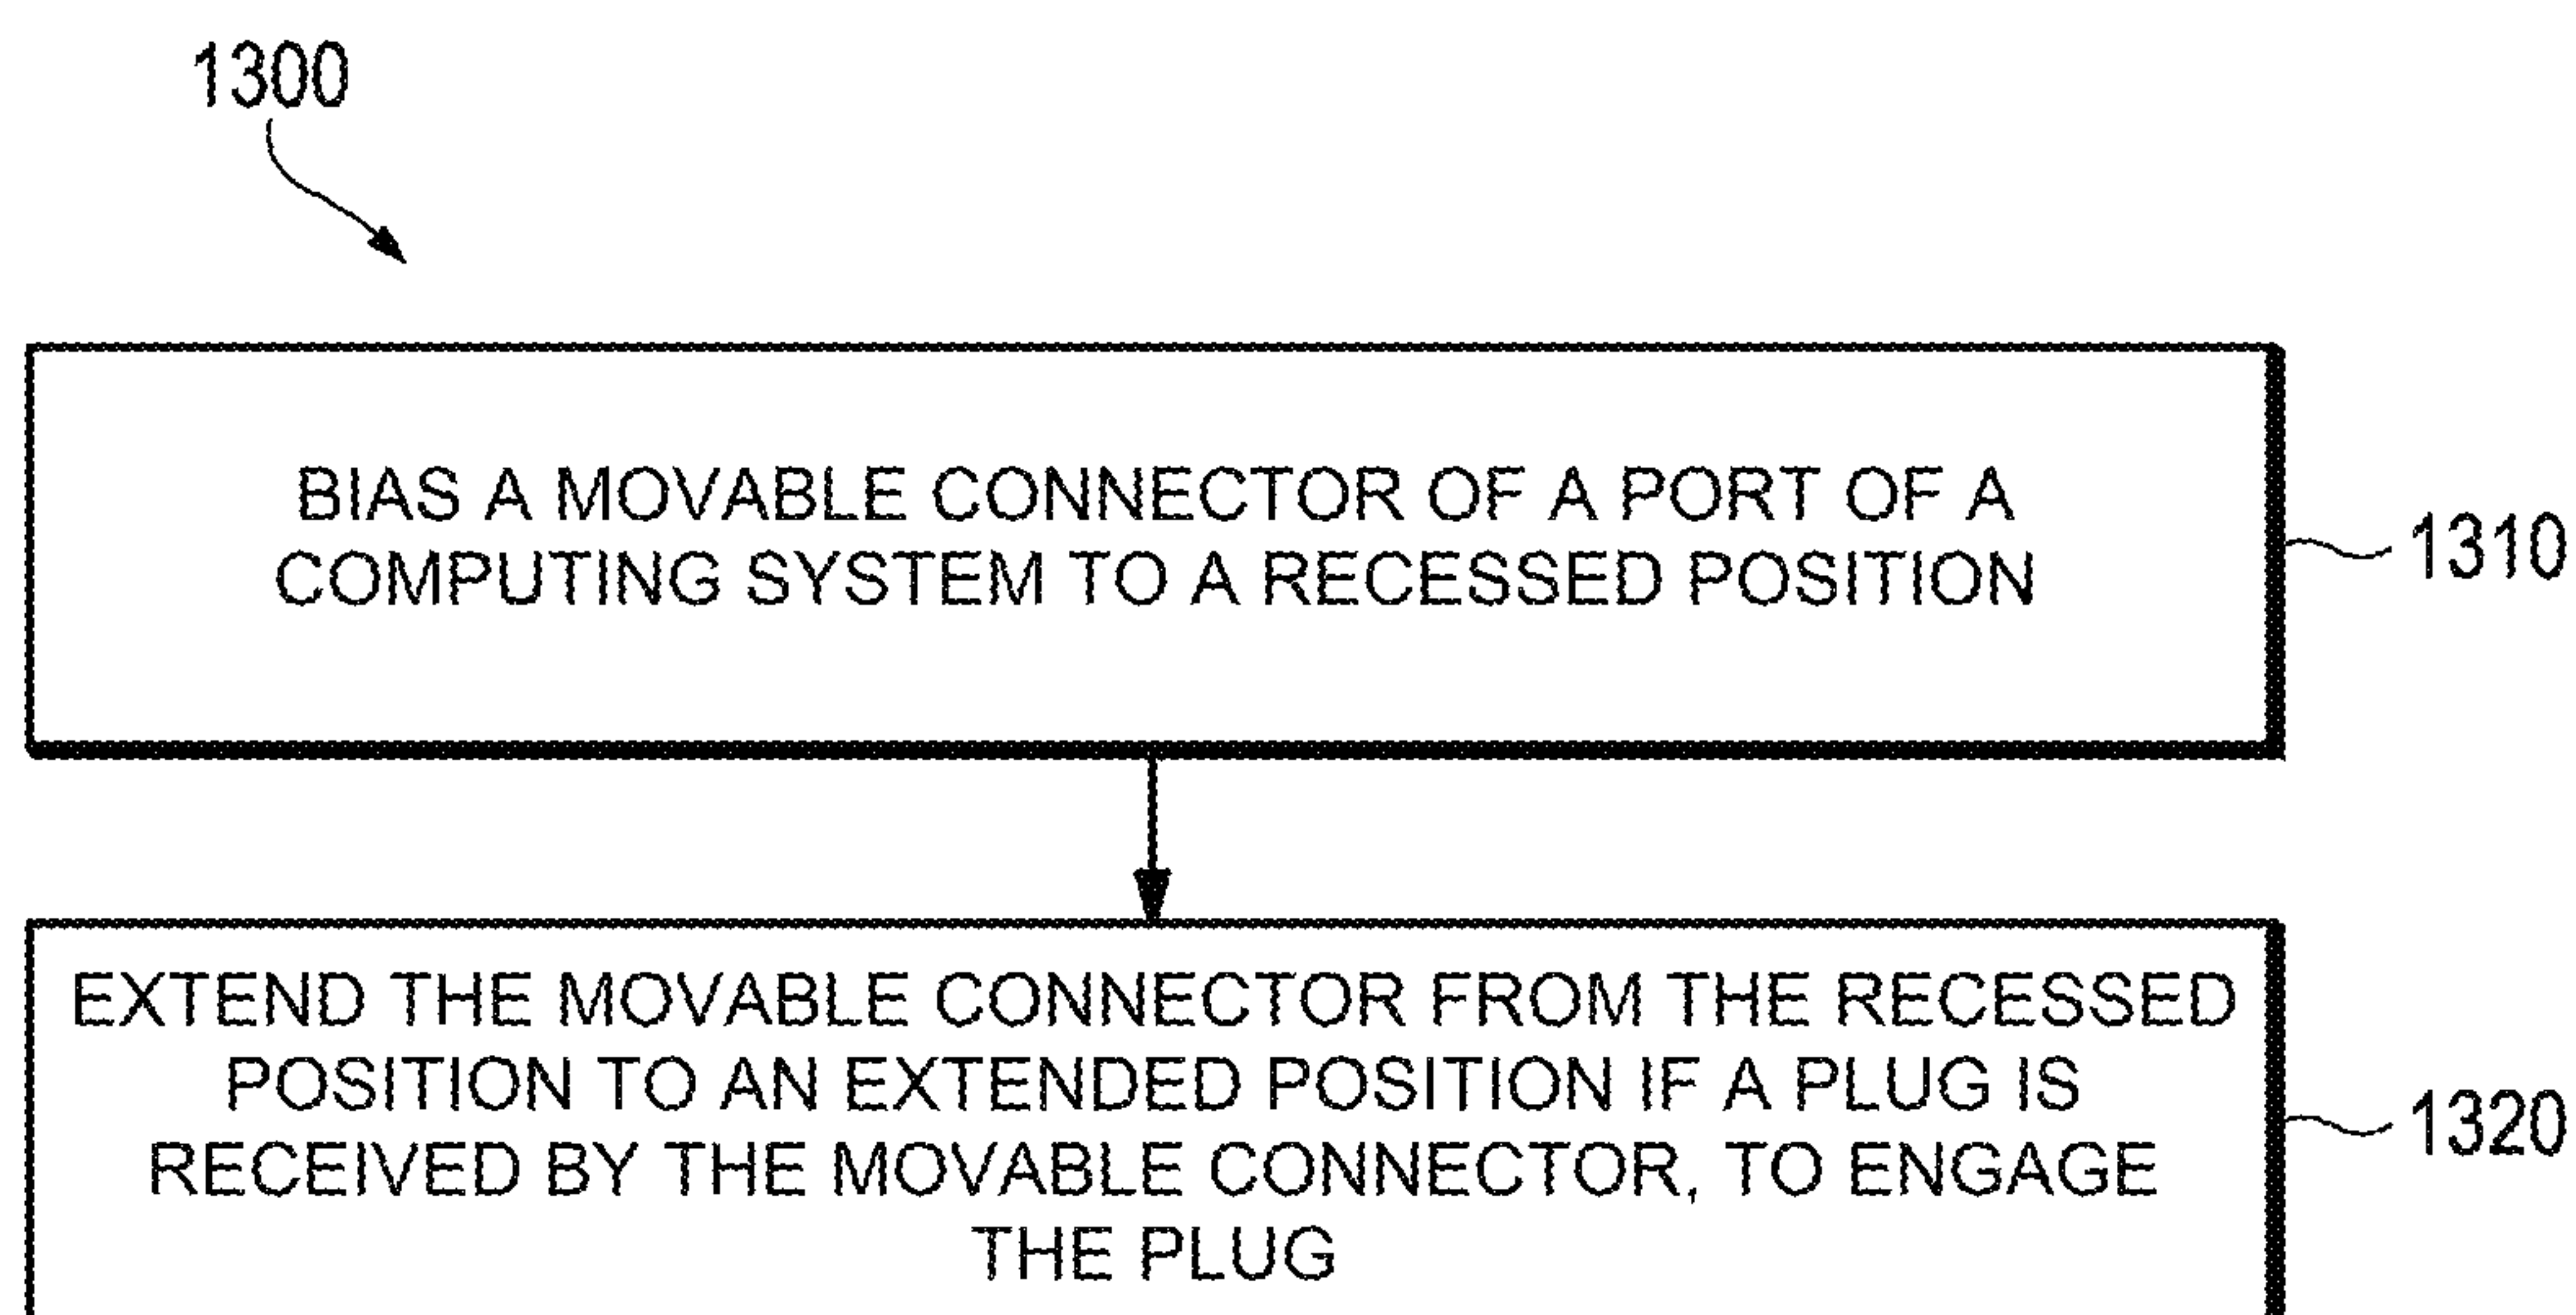 1300
BIAS A MOVABLE CONNECTOR OF A PORT OF A
COMPUTING SYSTEM TO A RECESSED POSITION
1310
EXTEND THE MOVABLE CONNECTOR FROM THE RECESSED
POSITION TO AN EXTENDED POSITION IF A PLUG IS
RECEIVED BY THE MOVABLE CONNECTOR, TO ENGAGE
THE PLUG
1320